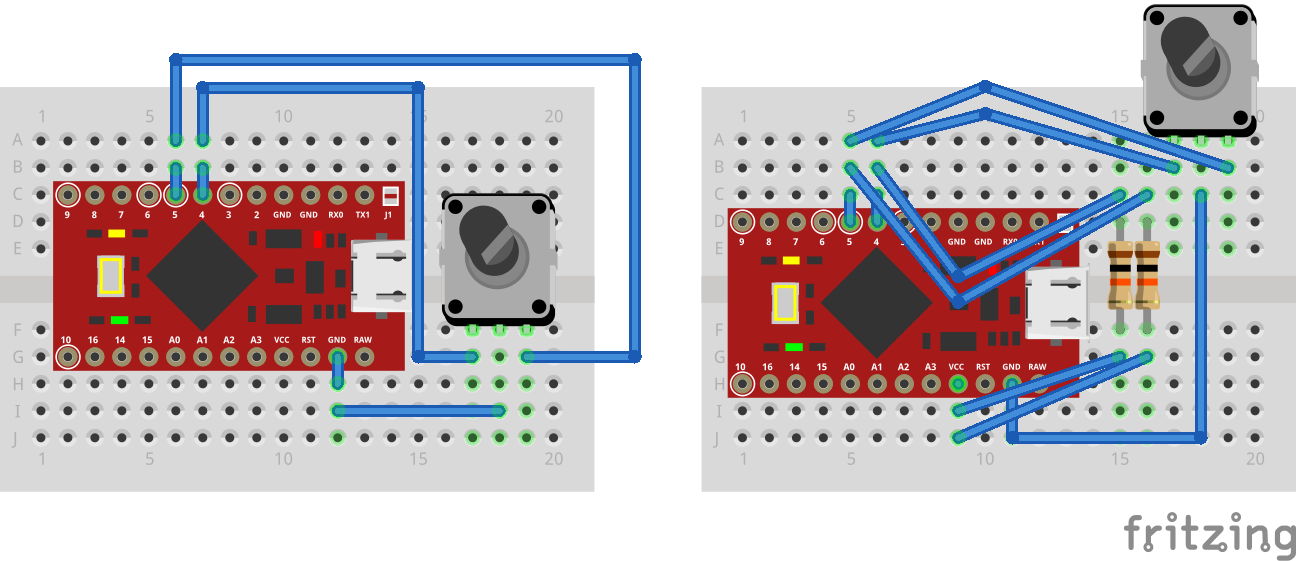 1 5 10 15 20
A
B
C
9 8 7 6 5 4 3 2 GND GND RX0 TX1 J1
D
E
F
10 16 14 15 A0 A1 A2 A3 VCC RST GND RAW
G
H
I
J
1 5 10 15 20
1 5 10 15 20
A
B
C
D
9 8 7 6 5 4 GND GND
E
F
G
10 16 14 15 A0 A1 A2 A3 VCC RST GND RAW
H
I
J
1 5 10 15 20
fritzing